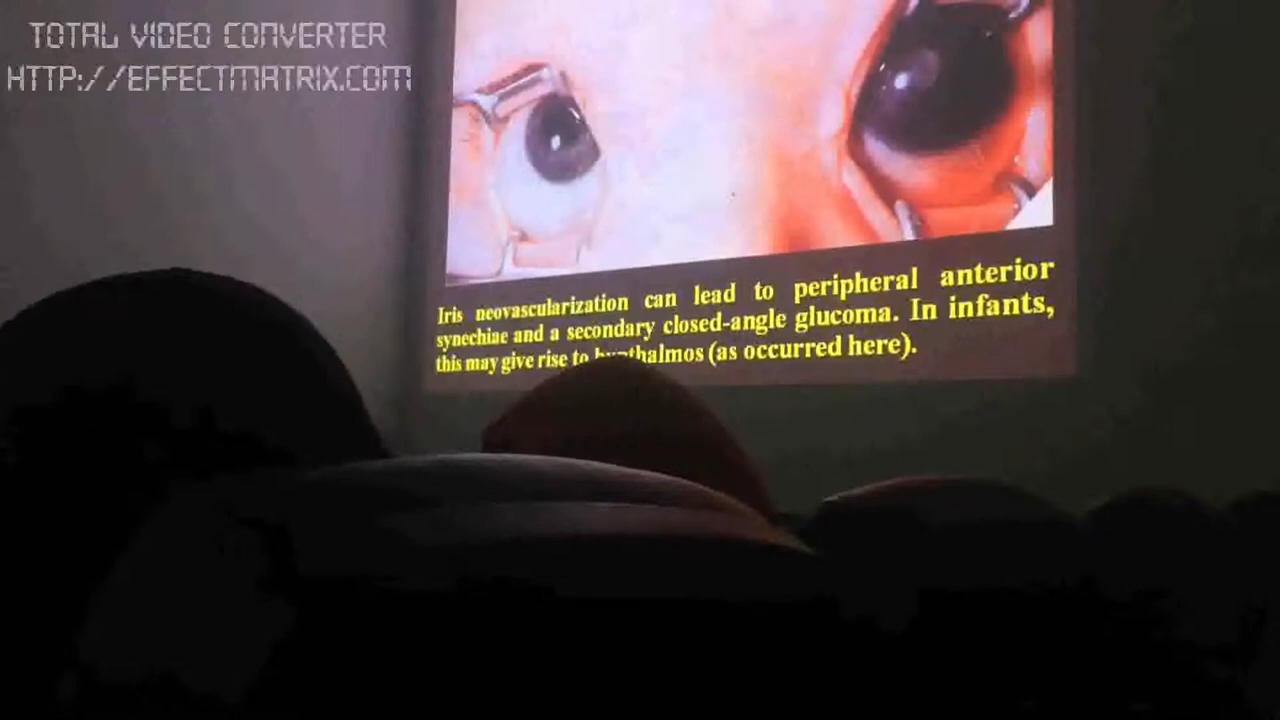 TOTAL VIDEO CONVERTER
HTTP://EFFECTMATRIX.COM
Iris neovascularization can lead to peripheral anterior
synechiae and a secondary closed-angle glucoma. In infants,
this may give rise to (as occurred here).